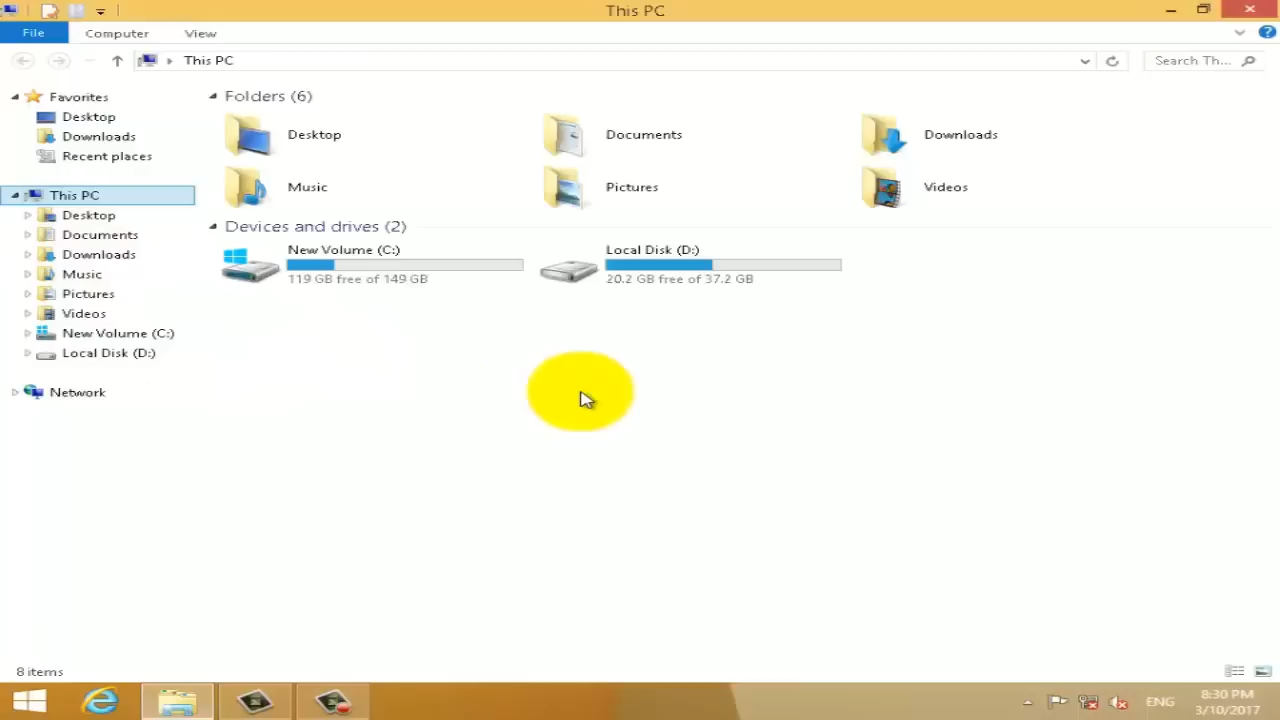 This PC
File Computer View
This PC
Search Th...
Favorites
Desktop
Downloads
Recent places
This PC
Desktop
Documents
Downloads
Music
Pictures
Videos
New Volume (C:)
Local Disk (D:)
Network
Folders (6)
Desktop Documents Downloads
Music Pictures Videos
Devices and drives (2)
New Volume (C:)
119 GB free of 149 GB
Local Disk (D:)
20.2 GB free of 37.2 GB
8 items
ENG
8:30 PM
3/10/2017